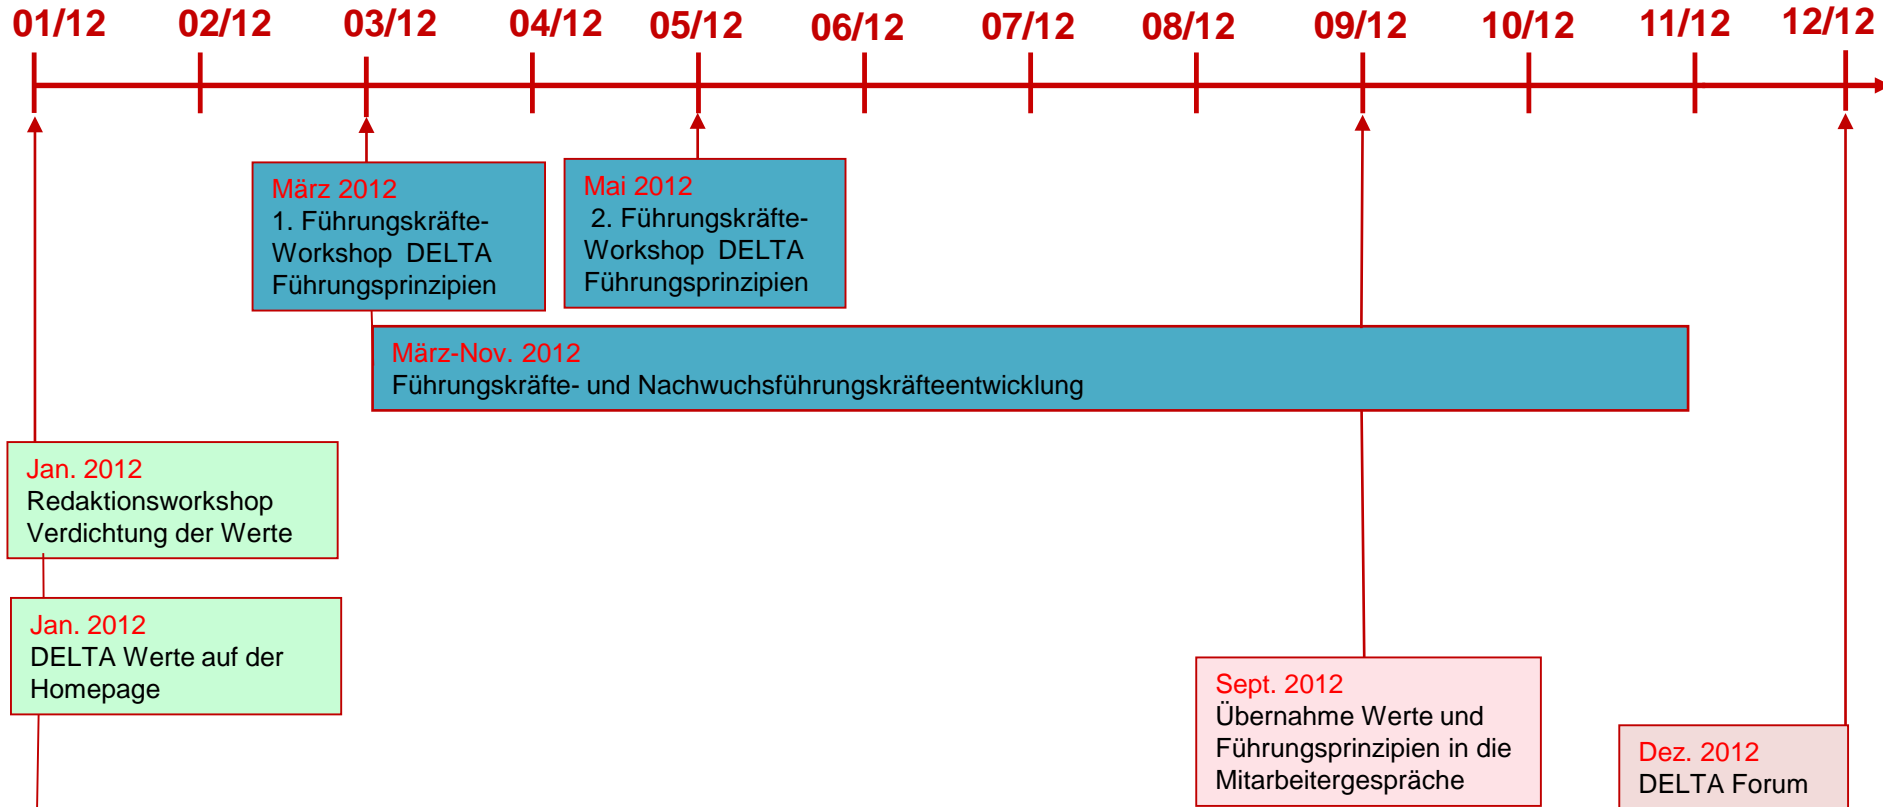 01/12 02/12 03/12 04/12 05/12 06/12 07/12 08/12 09/12 10/12 11/12 12/12
März 2012
1. Führungskräfte-
Workshop DELTA
Führungsprinzipien
Mai 2012
2. Führungskräfte-
Workshop DELTA
Führungsprinzipien
März-Nov. 2012
Führungskräfte- und Nachwuchsführungskräfteentwicklung
Jan. 2012
Redaktionsworkshop
Verdichtung der Werte
Jan. 2012
DELTA Werte auf der
Homepage
Sept. 2012
Übernahme Werte und
Führungsprinzipien in die
Mitarbeitergespräche
Dez. 2012
DELTA Forum